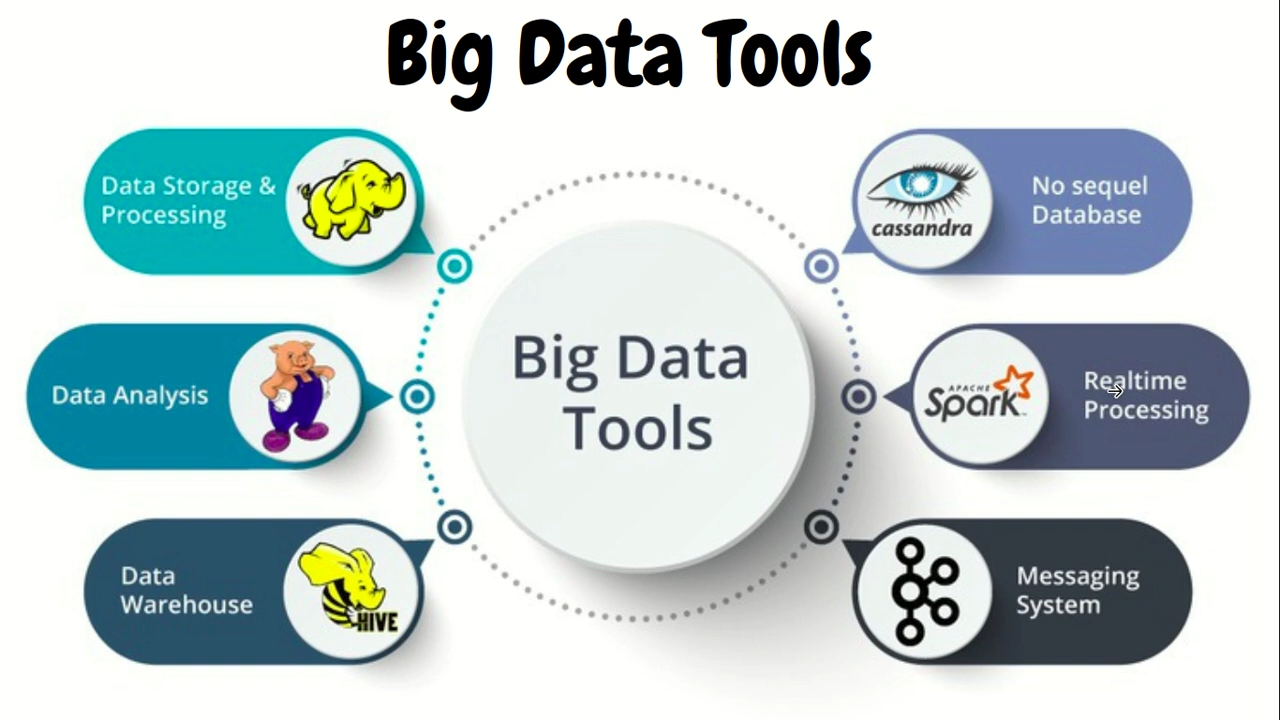 Big Data Tools
Data Storage &
Processing
cassandra
No sequel
Database
Big Data
Tools
Data Analysis
APACHE
Spark
Realtime
Processing
Data
Warehouse
HIVE
Messaging
System